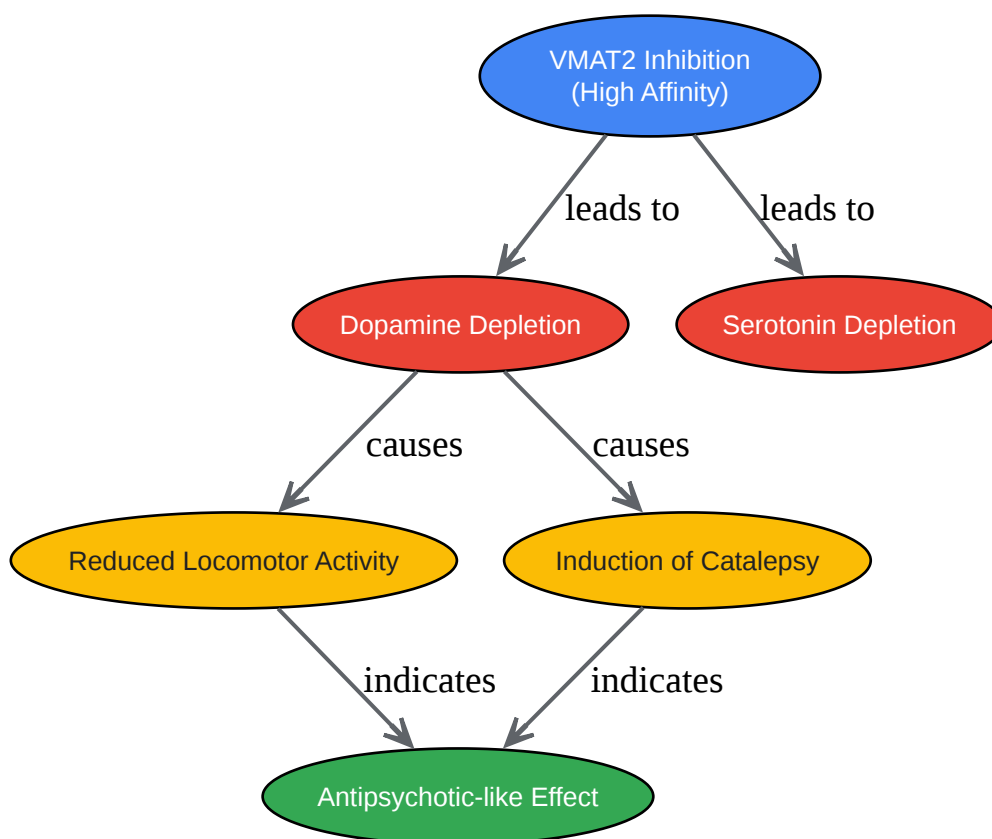 VMAT2 Inhibition
(High Affinity)
leads to
leads to
Dopamine Depletion
Serotonin Depletion
causes
causes
Reduced Locomotor Activity
Induction of Catalepsy
indicates
indicates
Antipsychotic-like Effect